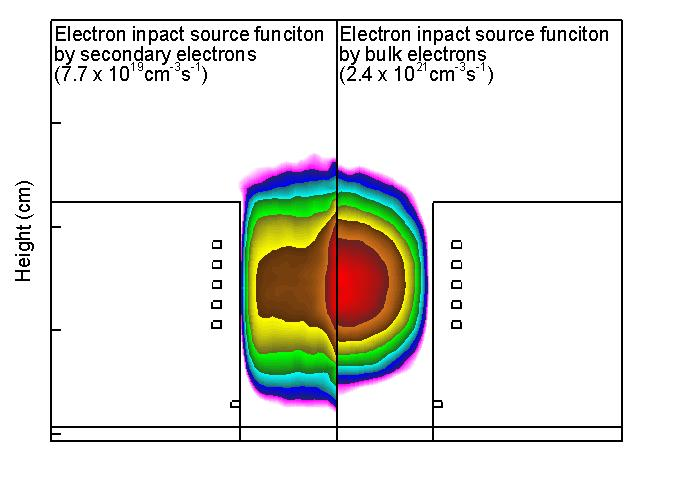 Electron inpact source funciton
by secondary electrons
(7.7 x 10¹⁹cm⁻³s⁻¹)
Electron inpact source funciton
by bulk electrons
(2.4 x 10²¹cm⁻³s⁻¹)
Height (cm)